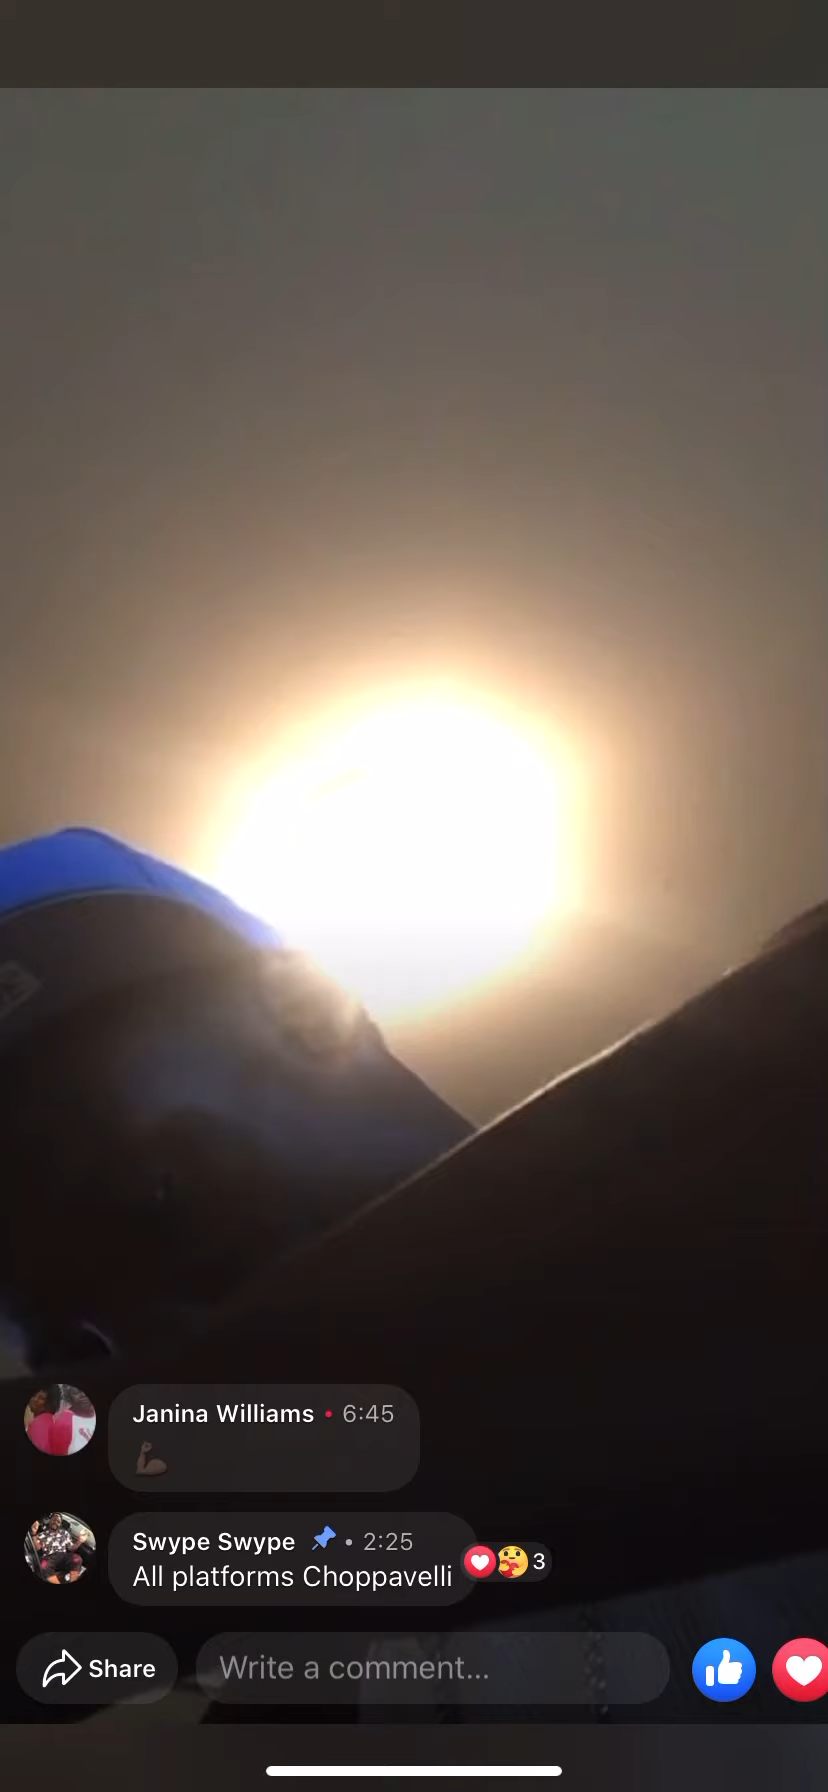 Janina Williams • 6:45
💪🏾
Swype Swype 📌 • 2:25
All platforms Choppavelli
3
Share
Write a comment...